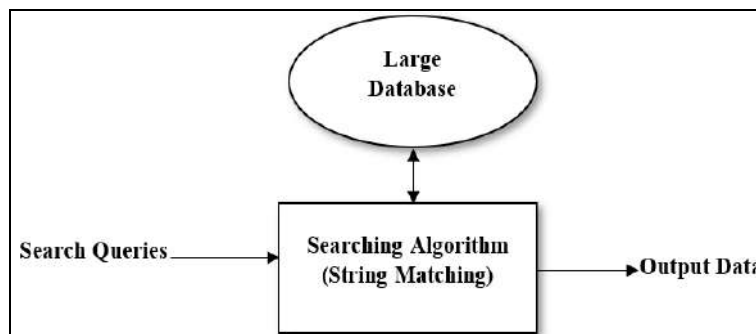 Large
Database
Search Queries
Searching Algorithm
(String Matching)
Output Data